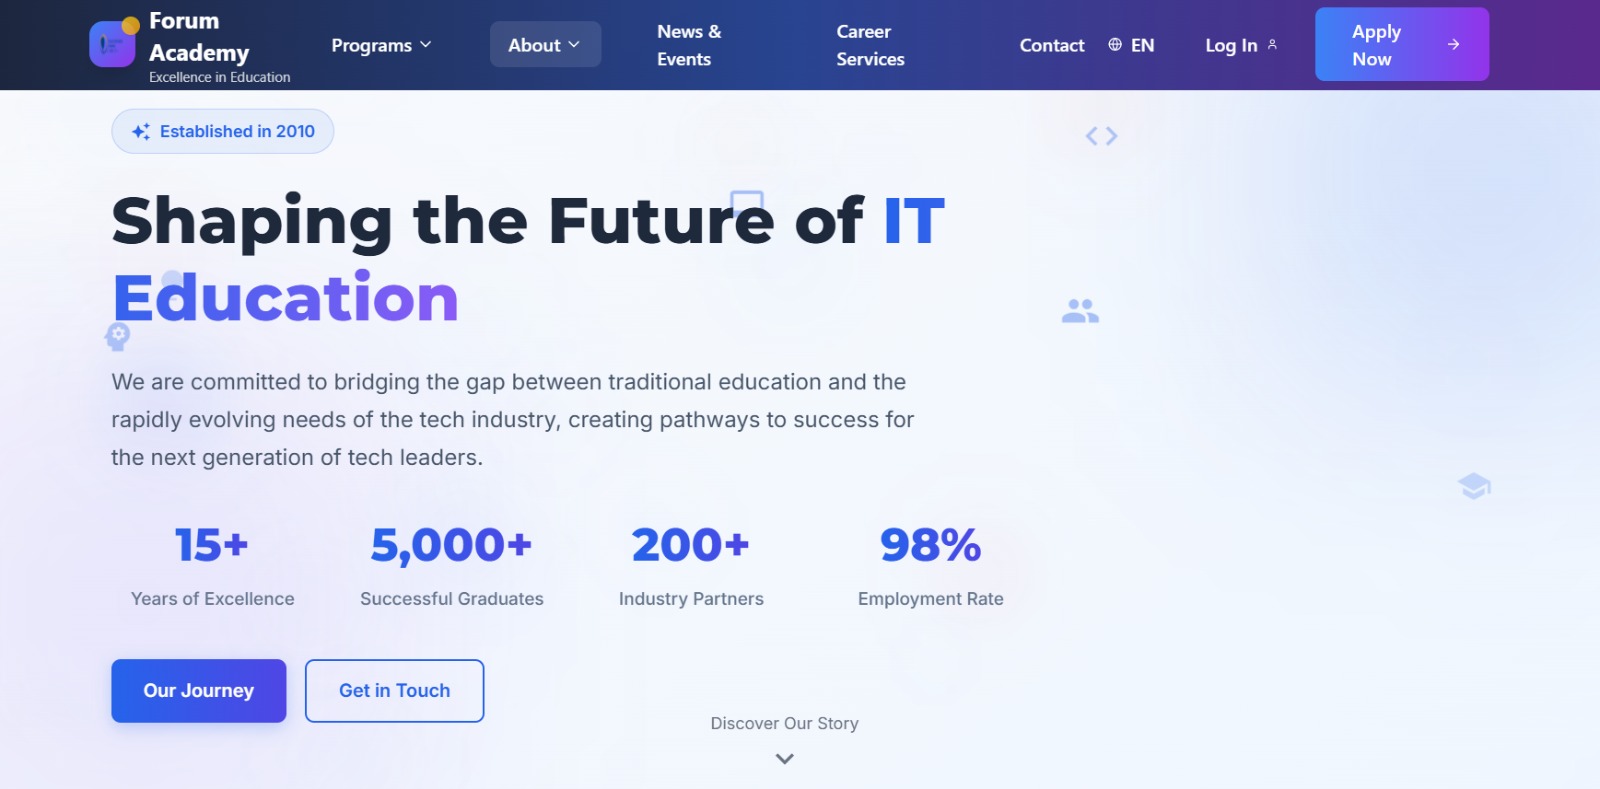 Forum
Academy
Excellence in Education
Programs
About
News &
Events
Career
Services
Contact
EN
Log In
Apply
Now
Established in 2010
Shaping the Future of IT
Education
We are committed to bridging the gap between traditional education and the
rapidly evolving needs of the tech industry, creating pathways to success for
the next generation of tech leaders.
15+
5,000+
200+
98%
Years of Excellence
Successful Graduates
Industry Partners
Employment Rate
Our Journey
Get in Touch
Discover Our Story